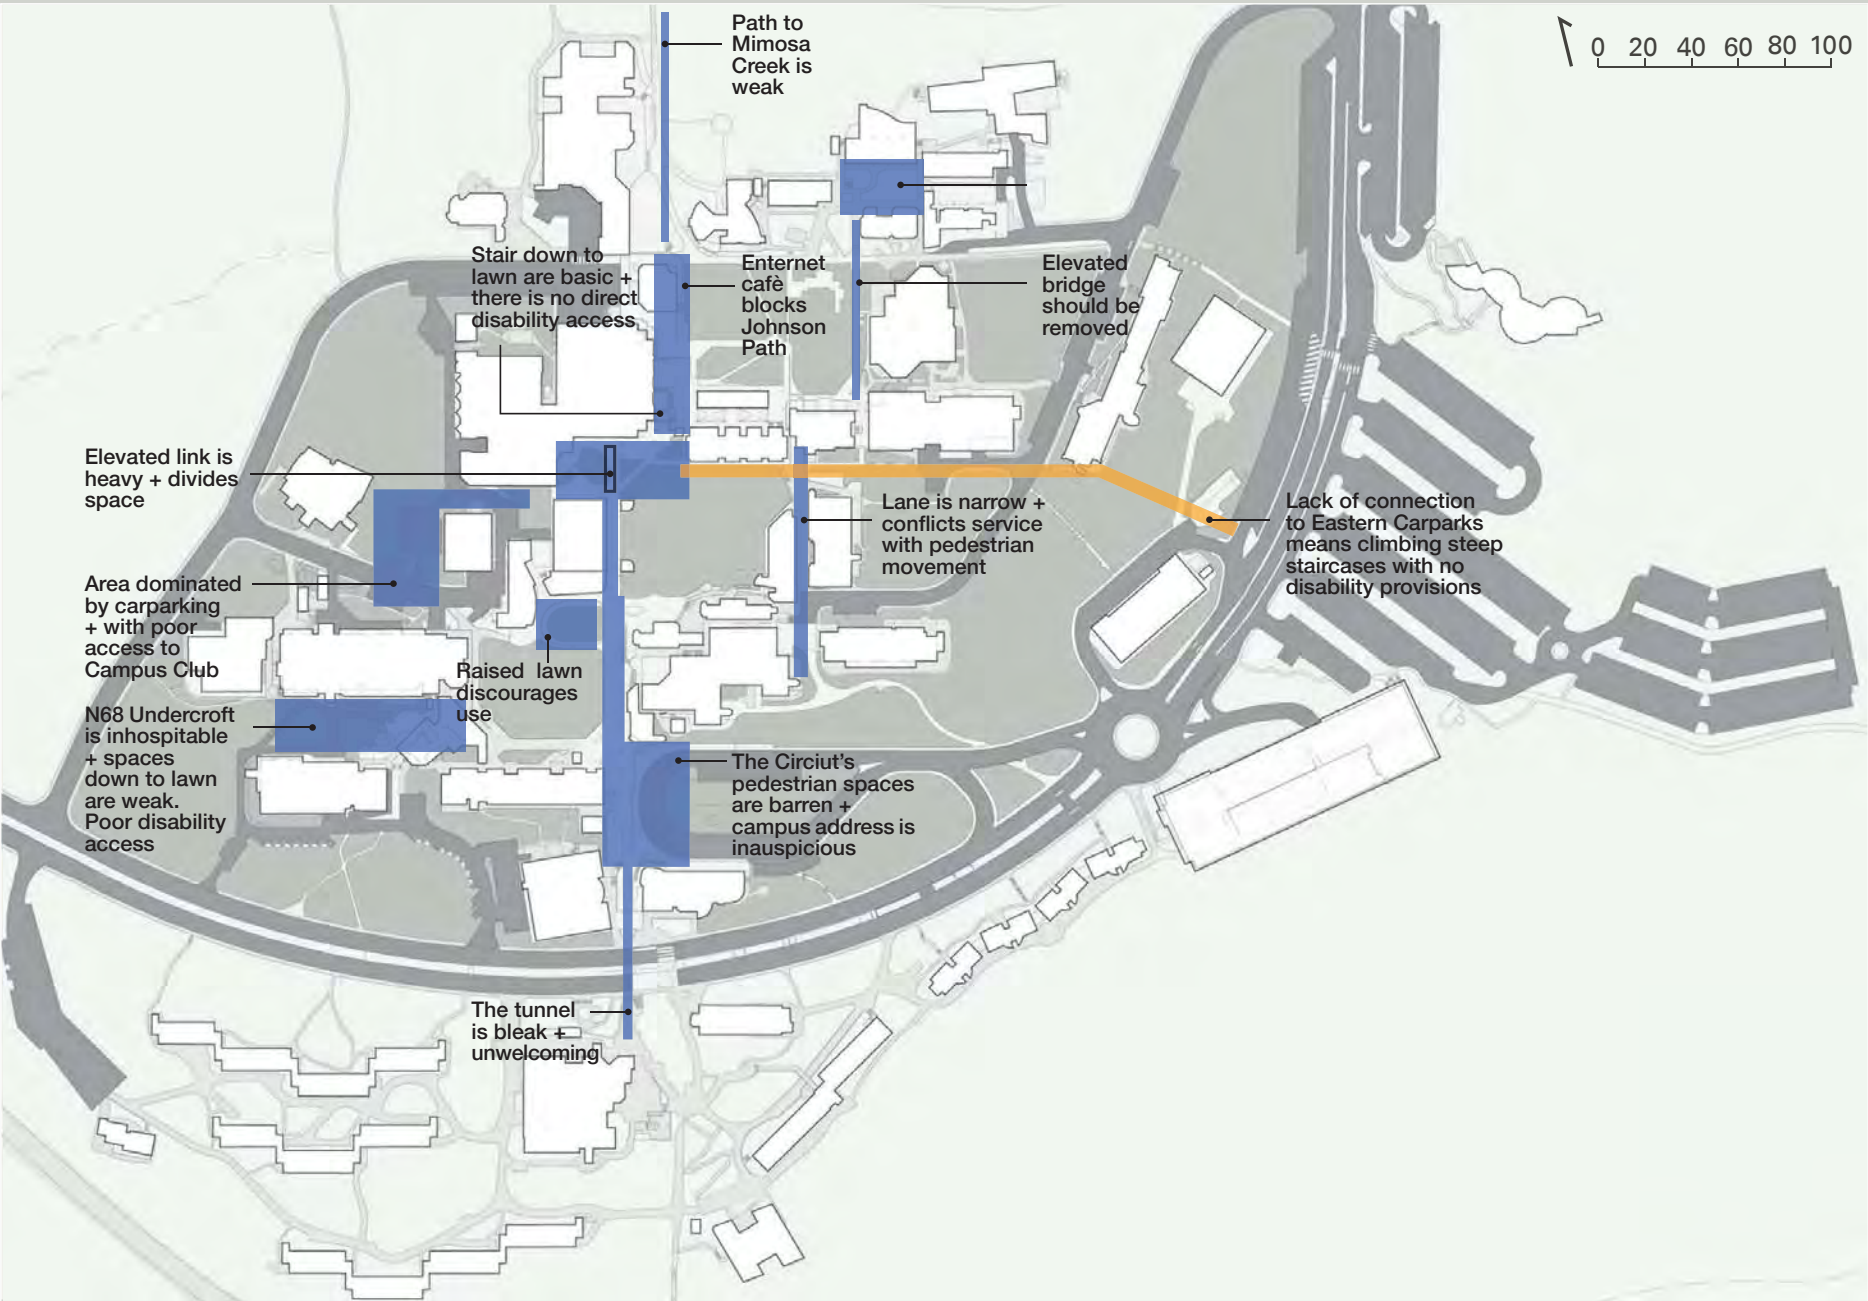 Path to
Mimosa
Creek is
weak
0 20 40 60 80 100
Stair down to
lawn are basic +
there is no direct
disability access
Enternet
cafè
blocks
Johnson
Path
Elevated
bridge
should be
removed
Elevated link is
heavy + divides
space
Lane is narrow +
conflicts service
with pedestrian
movement
Lack of connection
to Eastern Carparks
means climbing steep
staircases with no
disability provisions
Area dominated
by carparking
+ with poor
access to
Campus Club
Raised lawn
discourages
use
N68 Undercroft
is inhospitable
+ spaces
down to lawn
are weak.
Poor disability
access
The Circiut's
pedestrian spaces
are barren +
campus address is
inauspicious
The tunnel
is bleak +
unwelcoming